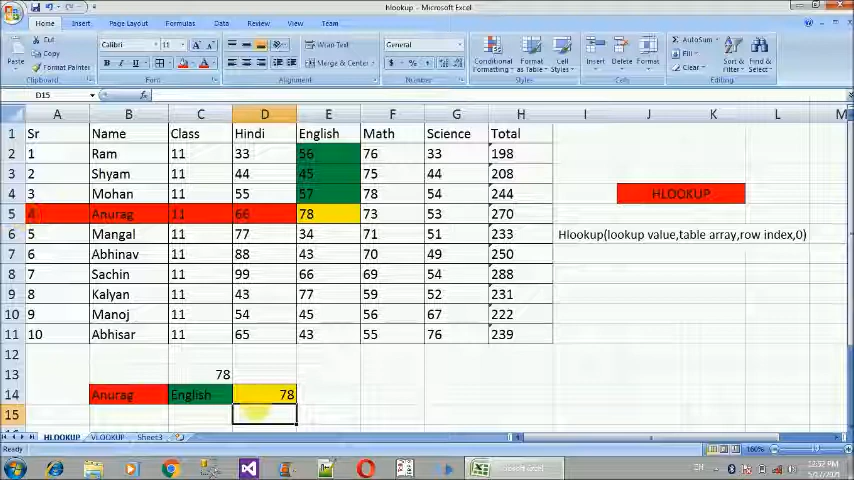 hlookup - Microsoft Excel
Home Insert Page Layout Formulas Data Review View Team
Cut
Copy
Format Painter
Paste
Calibri 11
Wrap Text
Merge & Center
General
Conditional Formatting
Format as Table
Cell Styles
Insert Delete Format
AutoSum
Fill
Clear
Sort & Filter
Find & Select
Clipboard Font Alignment Number Styles Cells Editing
D15 fx
A B C D E F G H I J K L M
1 Sr Name Class Hindi English Math Science Total
2 1 Ram 11 33 56 76 33 198
3 2 Shyam 11 44 45 75 44 208
4 3 Mohan 11 55 57 78 54 244 HLOOKUP
5 4 Anurag 11 66 78 73 53 270
6 5 Mangal 11 77 34 71 51 233 Hlookup(lookup value,table array,row index,0)
7 6 Abhinav 11 88 43 70 49 250
8 7 Sachin 11 99 66 69 54 288
9 8 Kalyan 11 43 77 59 52 231
10 9 Manoj 11 54 45 56 67 222
11 10 Abhisar 11 65 43 55 76 239
12
13 78
14 Anurag English 78
15
HLOOKUP VLOOKUP Sheet3
160%
Microsoft Excel
EN
12:57 PM